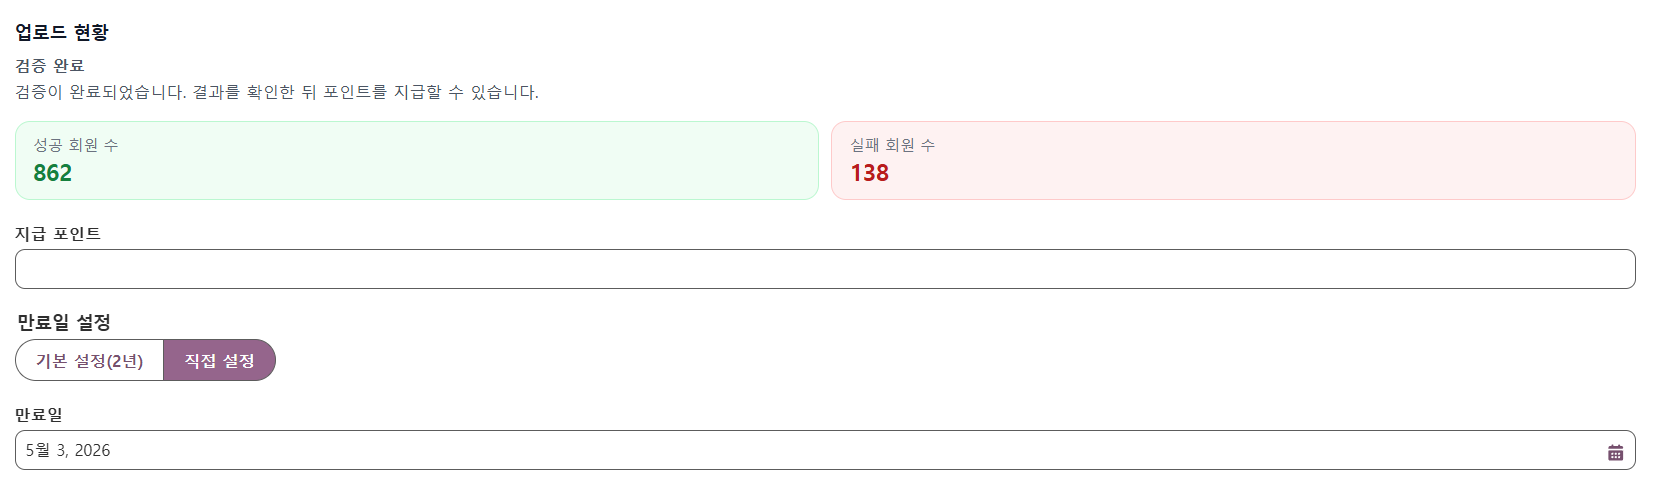 업로드 현황
검증 완료
검증이 완료되었습니다. 결과를 확인한 뒤 포인트를 지급할 수 있습니다.
성공 회원 수
862
실패 회원 수
138
지급 포인트
만료일 설정
기본 설정(2년)
직접 설정
만료일
5월 3, 2026